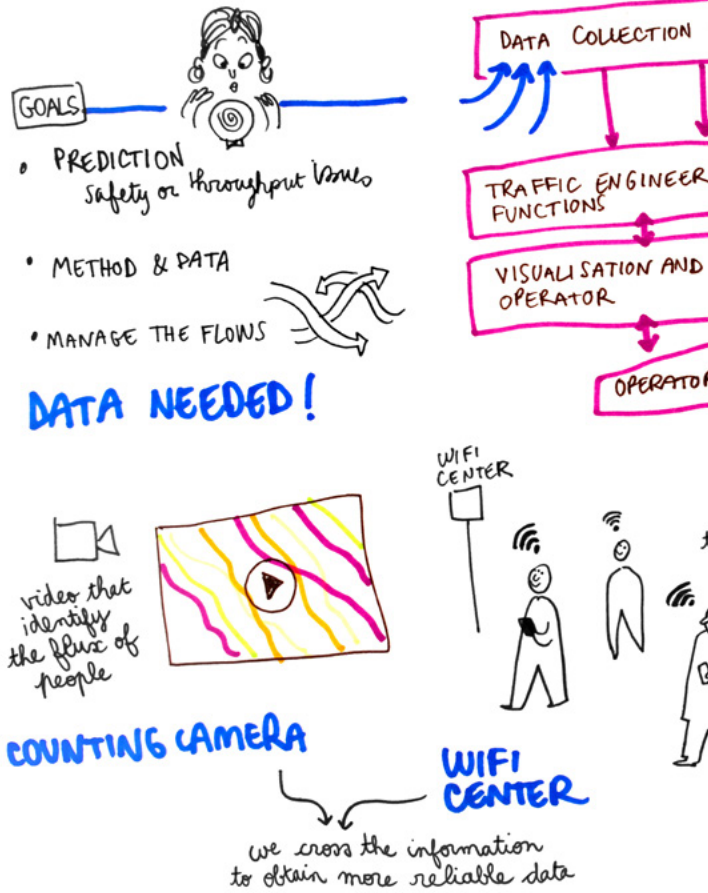 GOALS
• PREDICTION
safety or throughput issues
• METHOD & DATA
• MANAGE THE FLOWS
DATA NEEDED!
DATA COLLECTION
TRAFFIC ENGINEER
FUNCTIONS
VISUALISATION AND
OPERATOR
OPERATOR
video that
identify
the flux of
people
COUNTING CAMERA
WIFI
CENTER
WIFI
CENTER
we cross the information
to obtain more reliable data